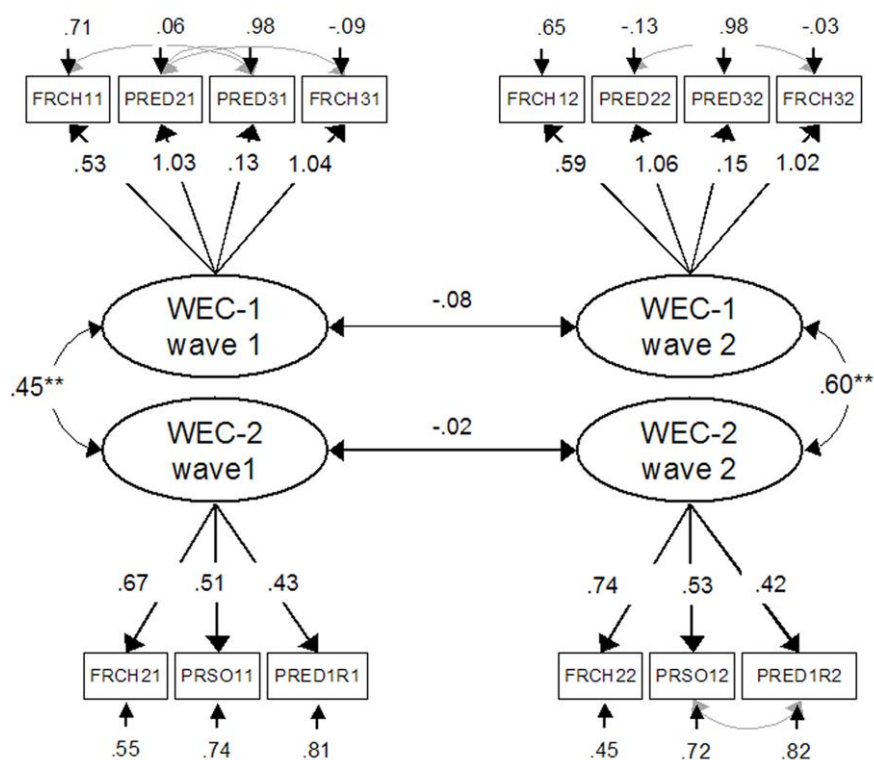 .71 .06 .98 -.09 .65 -.13 .98 -.03
FRCH11 PRED21 PRED31 FRCH31 FRCH12 PRED22 PRED32 FRCH32
.53 1.03 .13 1.04 .59 1.06 .15 1.02
WEC-1
wave 1
-.08
WEC-1
wave 2
.45**
.60**
WEC-2
wave1
-.02
WEC-2
wave 2
.67 .51 .43 .74 .53 .42
FRCH21 PRSO11 PRED1R1 FRCH22 PRSO12 PRED1R2
.55 .74 .81 .45 .72 .82